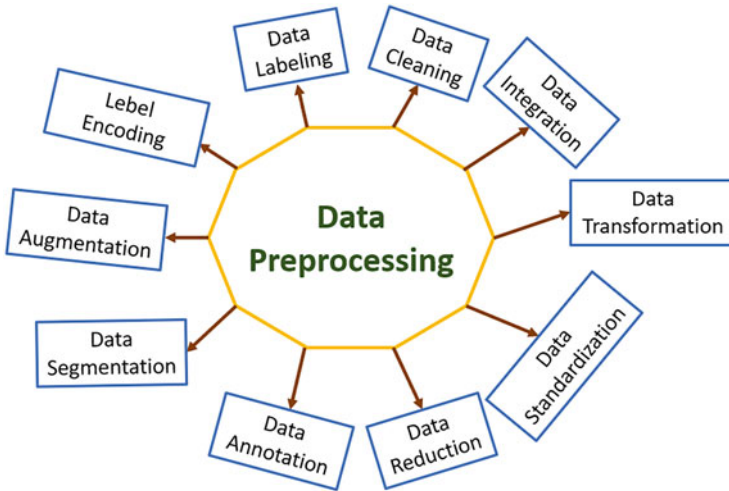 Data
Labeling
Data
Cleaning
Data
Integration
Lebel
Encoding
Data
Transformation
Data
Augmentation
Data
Preprocessing
Data
Segmentation
Data
Standardization
Data
Annotation
Data
Reduction